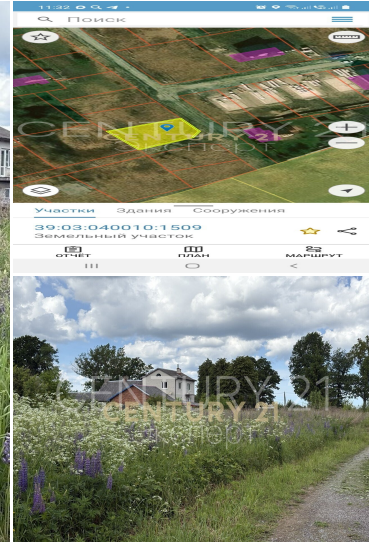 11:32
Поиск
CENTURY 21
Эксперт
Участки Здания Сооружения
39:03:040010:1509
Земельный участок
ОТЧЁТ ПЛАН МАРШРУТ
CENTURY 21
CENTURY 21
Эксперт